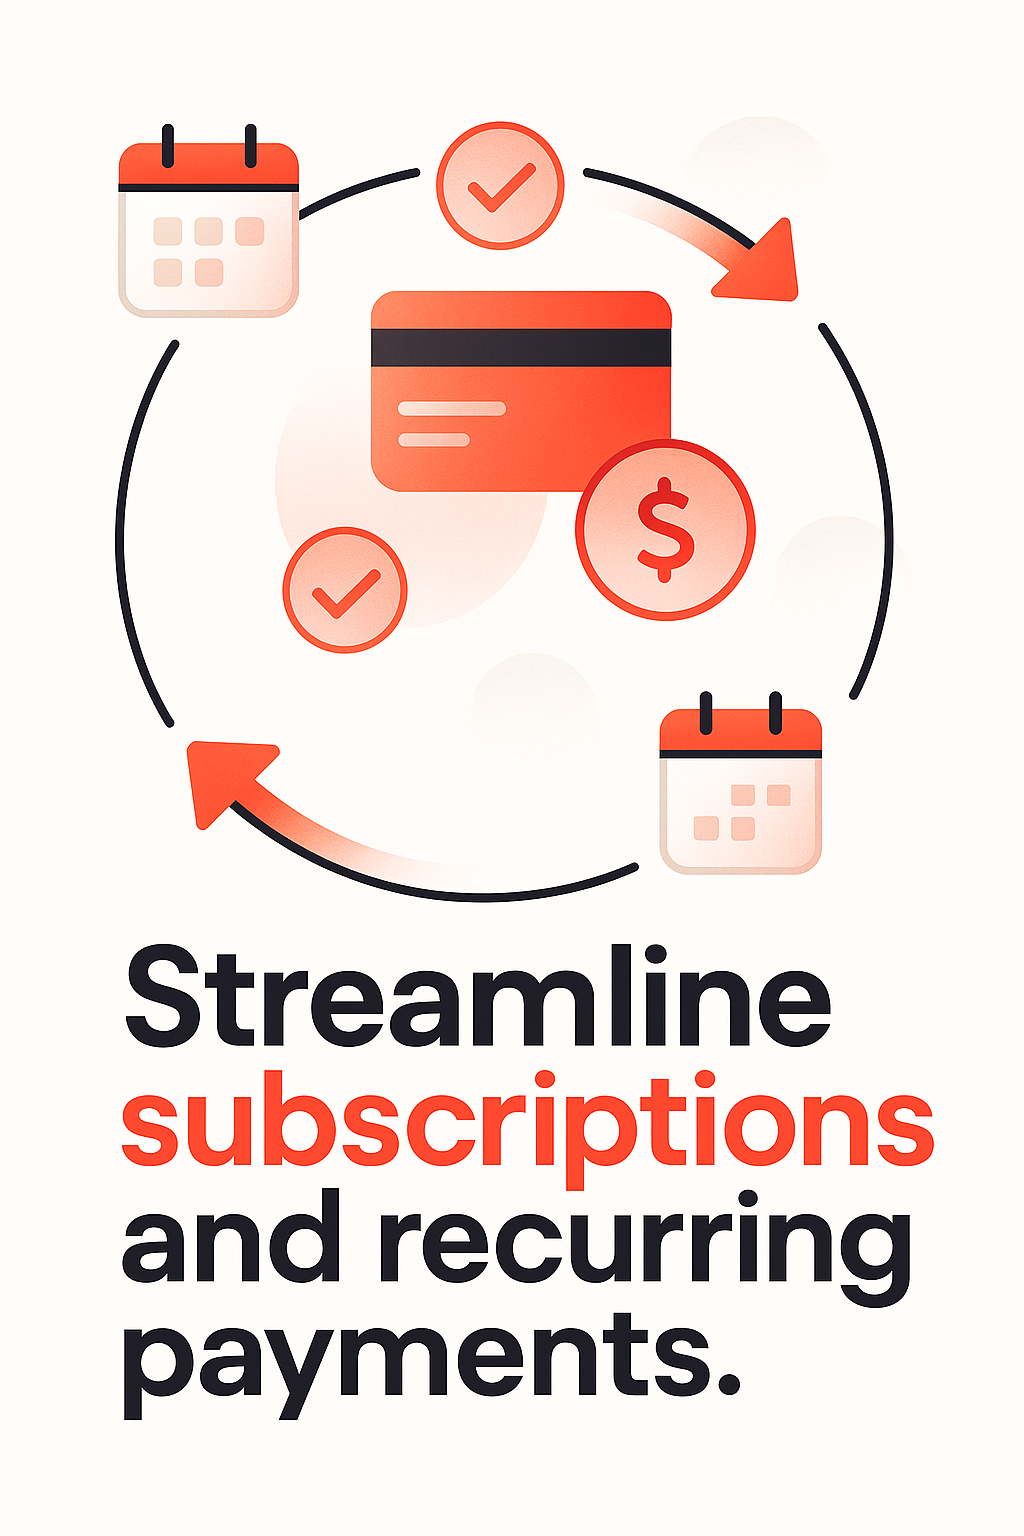 $
Streamline
subscriptions
and recurring
payments.